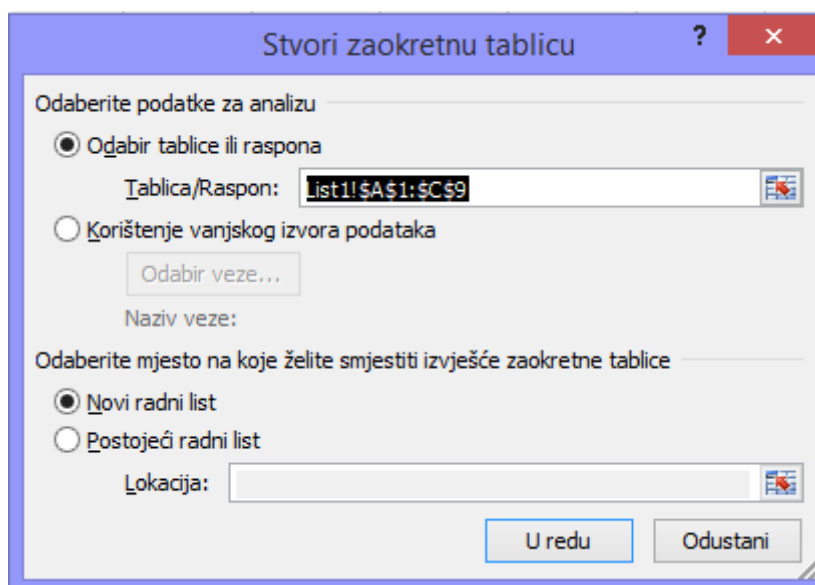 Stvori zaokretnu tablicu
?
Odaberite podatke za analizu
Odabir tablice ili raspona
Tablica/Raspon: List1!$A$1:$C$9
Korištenje vanjskog izvora podataka
Odabir veze...
Naziv veze:
Odaberite mjesto na koje želite smjestiti izvješće zaokretne tablice
Novi radni list
Postojeći radni list
Lokacija:
U redu Odustani